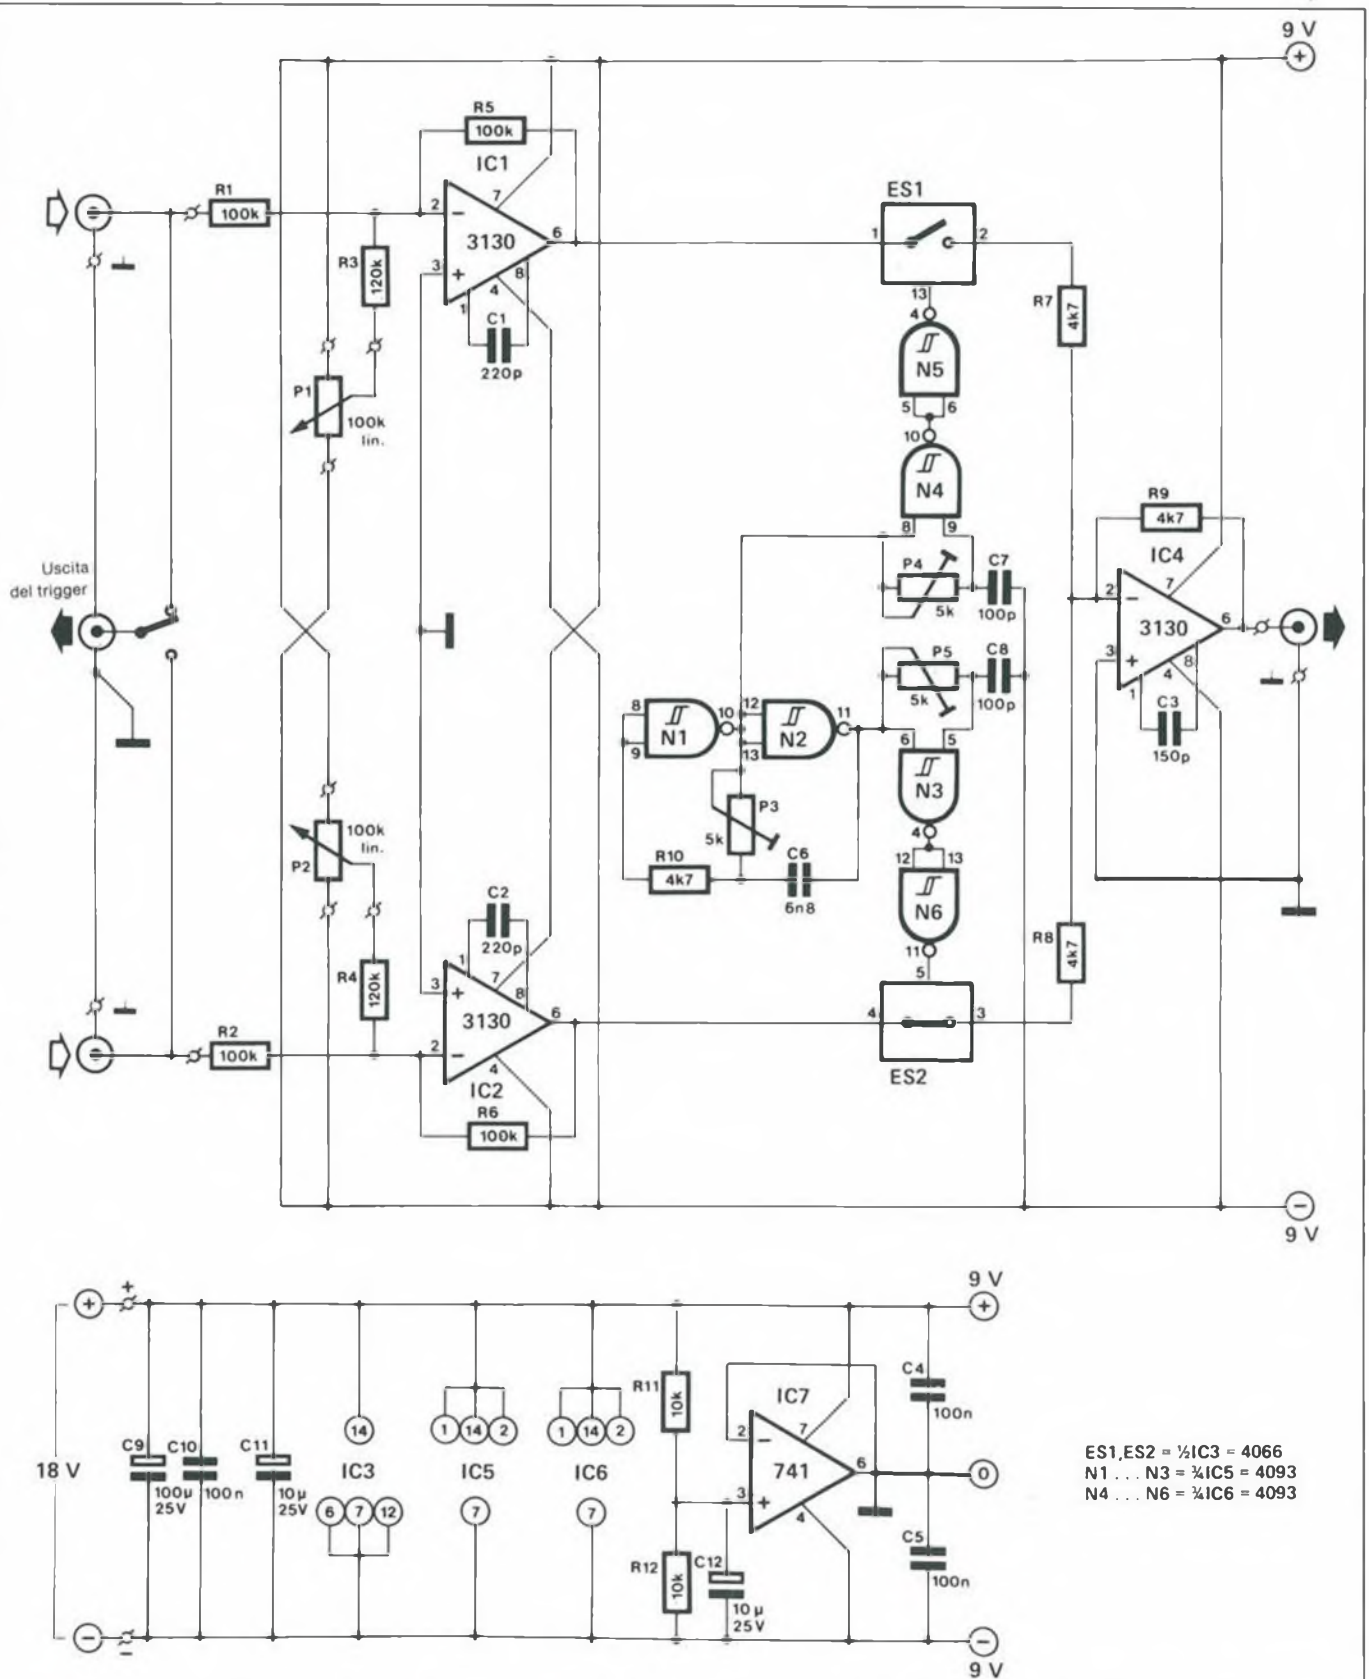 9 V
+
R5
100k
IC1
R1
100k
2
−
7
3130
6
3
+
8
4
1
C1
220p
R3
120k
P1
100k
lin.
ES1
1
2
13
4
N5
5
6
10
N4
8
9
R7
4k7
P4
5k
C7
100p
P5
5k
C8
100p
R9
4k7
IC4
2
−
7
3130
6
3
+
8
4
1
C3
150p
Uscita
del trigger
8
9
N1
10
12
13
N2
11
6
5
N3
4
12
13
N6
11
5
P3
5k
R10
4k7
C6
6n8
100k
lin.
P2
R4
120k
C2
220p
1
7
8
3
+
3130
6
2
−
4
IC2
R2
100k
R6
100k
4
3
ES2
R8
4k7
−
9 V
+
+
9 V
+
18 V
C9
100µ
25V
C10
100n
C11
10µ
25V
14
IC3
6
7
12
1
14
2
IC5
7
1
14
2
IC6
7
R11
10k
R12
10k
C12
10 µ
25V
IC7
2
−
7
741
6
3
+
4
C4
100n
0
C5
100n
−
−
−
9 V
ES1,ES2 = ½IC3 = 4066
N1 . . . N3 = ¾IC5 = 4093
N4 . . . N6 = ¾IC6 = 4093